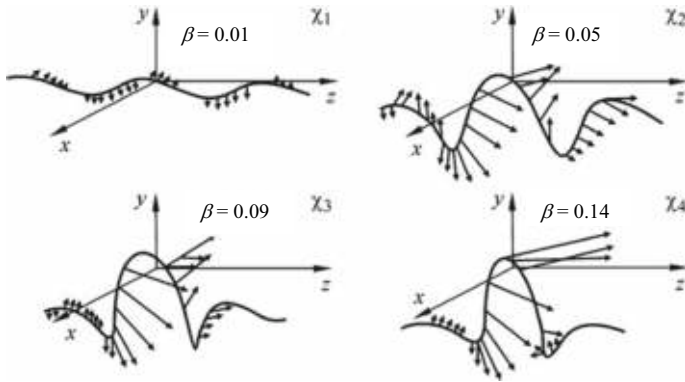 y β = 0.01 χ1
z
x
y β = 0.05 χ2
z
x
y β = 0.09 χ3
z
x
y β = 0.14 χ4
z
x